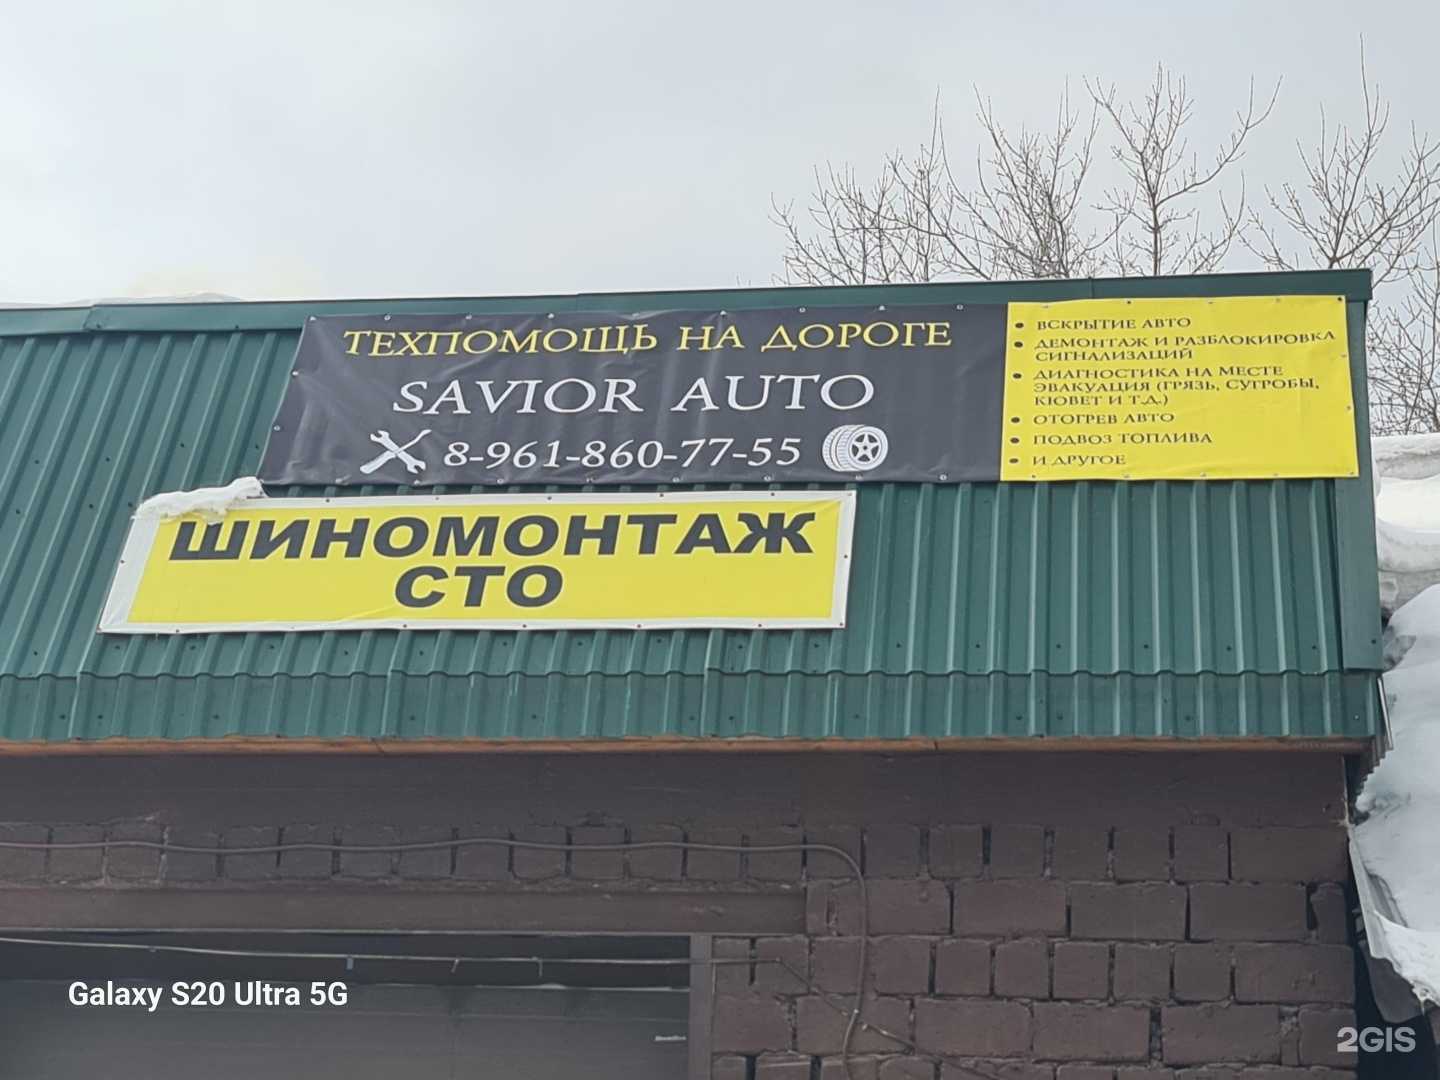 ТЕХПОМОЩЬ НА ДОРОГЕ
SAVIOR AUTO
8-961-860-77-55
• ВСКРЫТИЕ АВТО
• ДЕМОНТАЖ И РАЗБЛОКИРОВКА
СИГНАЛИЗАЦИЙ
• ДИАГНОСТИКА НА МЕСТЕ
ЭВАКУАЦИЯ (ГРЯЗЬ, СУГРОБЫ,
КЮВЕТ И Т.Д.)
• ОТОГРЕВ АВТО
• ПОДВОЗ ТОПЛИВА
• И ДРУГОЕ
ШИНОМОНТАЖ
СТО
Galaxy S20 Ultra 5G
2GIS